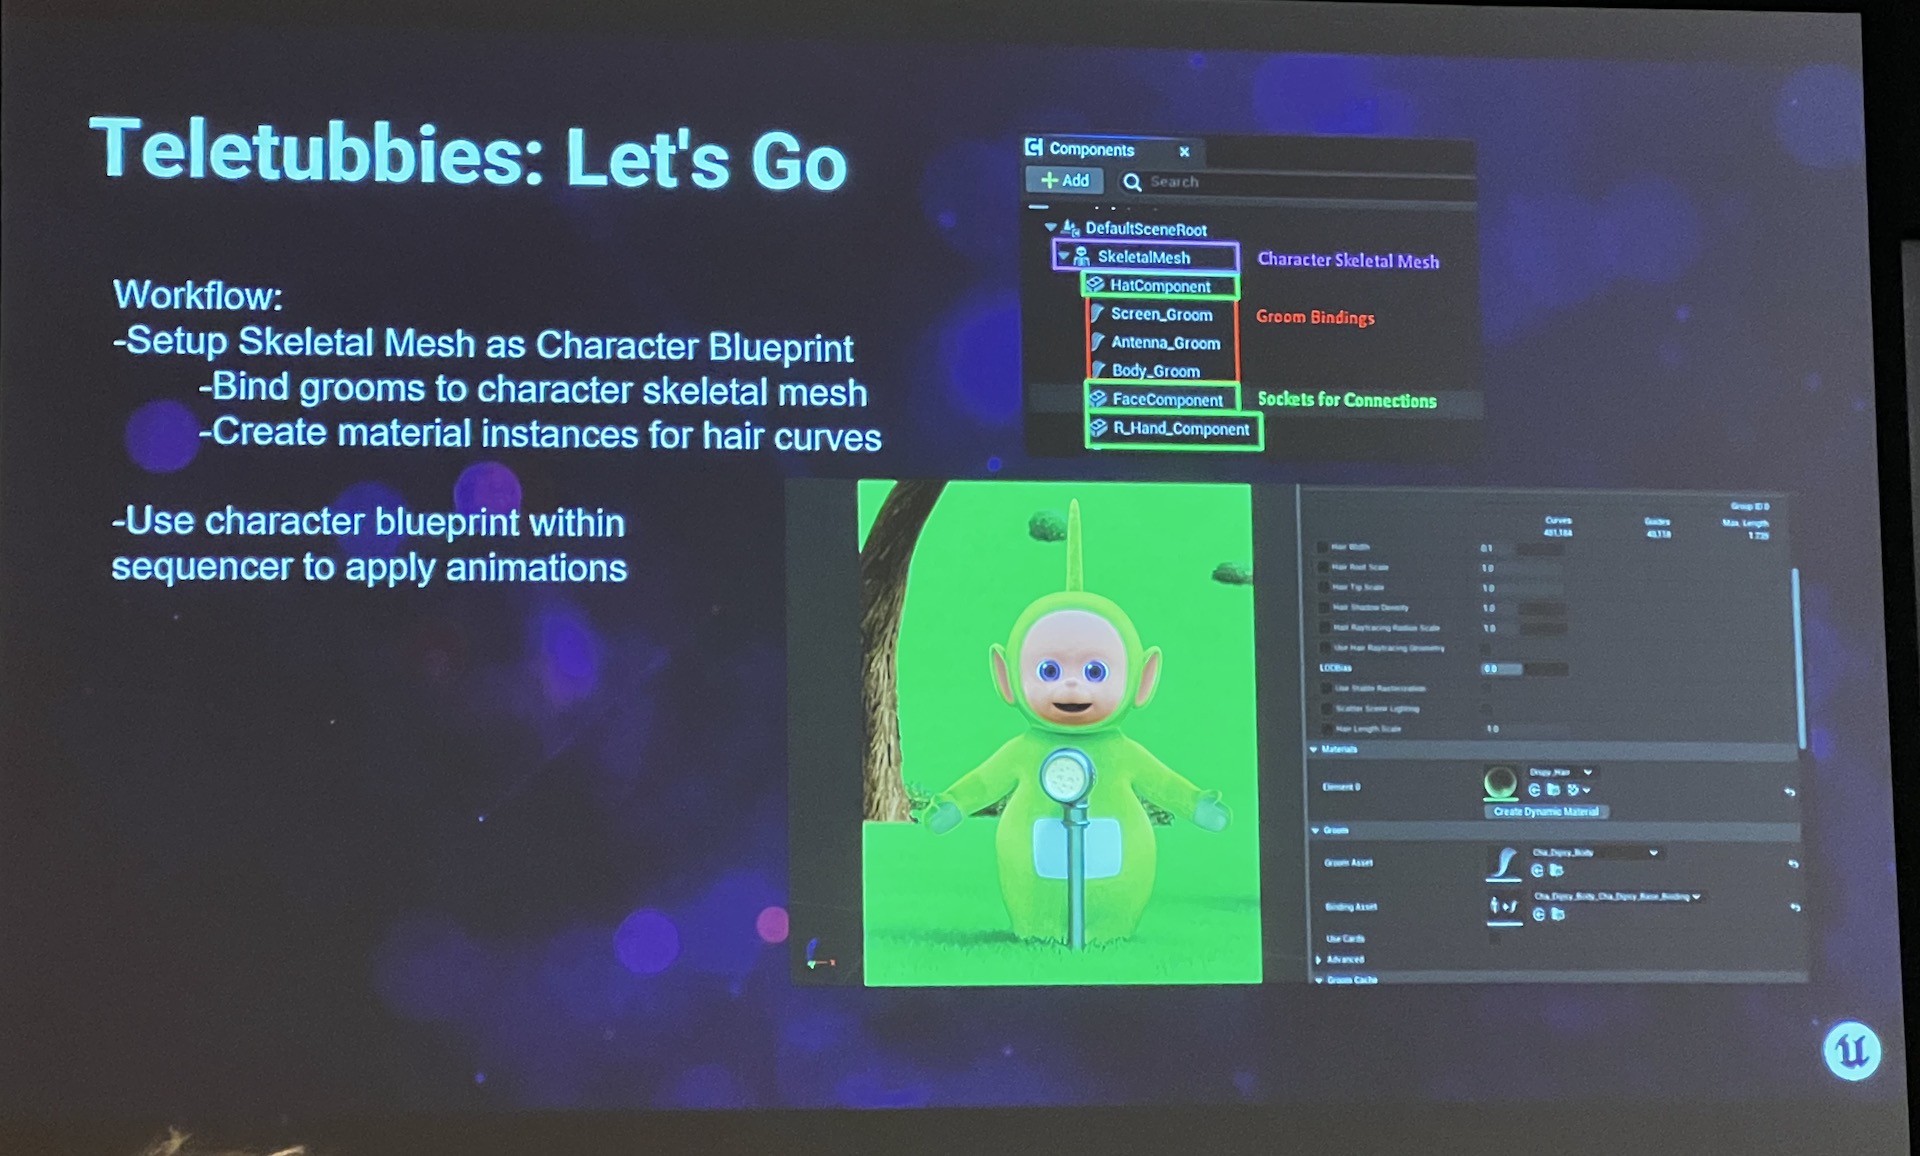 Teletubbies: Let's Go
Workflow:
-Setup Skeletal Mesh as Character Blueprint
-Bind grooms to character skeletal mesh
-Create material instances for hair curves
-Use character blueprint within
sequencer to apply animations
Components
Add
Search
DefaultSceneRoot
SkeletalMesh
Character Skeletal Mesh
HatComponent
Screen_Groom
Groom Bindings
Antenna_Groom
Body_Groom
FaceComponent
Sockets for Connections
R_Hand_Component
Group ID 0
Curves
Guides
Max. Length
Hair Width
0.1
Hair Root Scale
1.0
Hair Tip Scale
1.0
Hair Shadow Density
1.0
Hair Raytracing Radius Scale
1.0
Use Hair Raytracing Geometry
LODBias
0.0
Use Stable Rasterization
Scatter Scene Lighting
Hair Length Scale
1.0
Materials
Element 0
Dipsy_Hair
Create Dynamic Material
Groom
Groom Asset
Cha_Dipsy_Body
Binding Asset
Cha_Dipsy_Body_Cha_Dipsy_Base_Binding
Use Cards
Advanced
Groom Cache